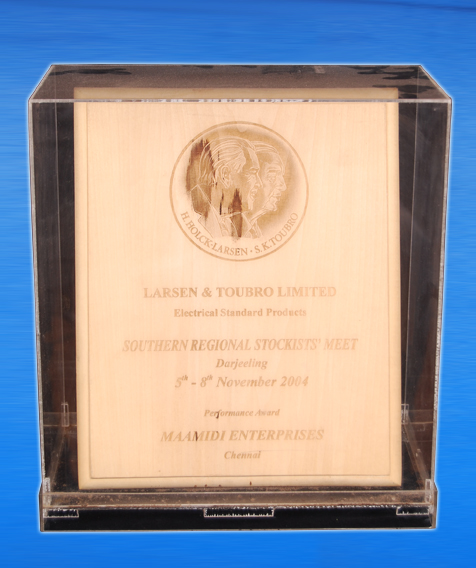 H. HOLCK-LARSEN - S.K. TOUBRO
LARSEN & TOUBRO LIMITED
Electrical Standard Products
SOUTHERN REGIONAL STOCKISTS' MEET
Darjeeling
5th - 8th November 2004
Performance Award
MAAMIDI ENTERPRISES
Chennai